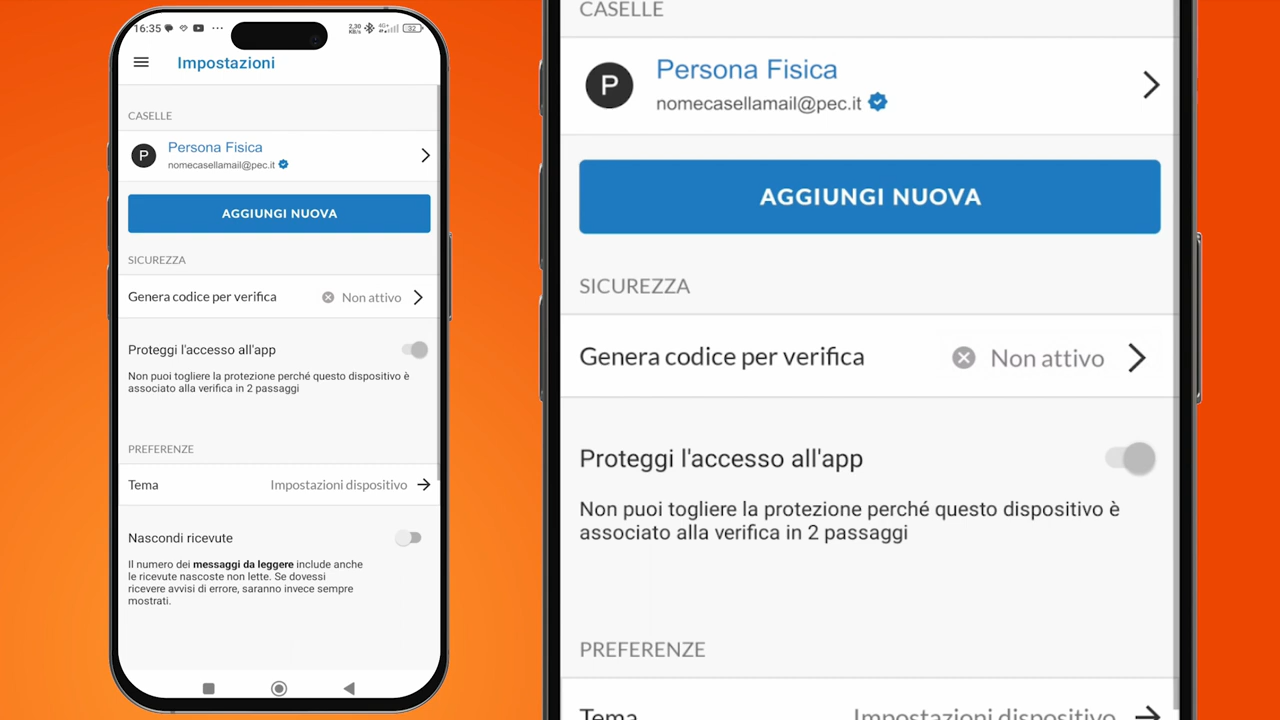 16:35
2,30
KB/s
4G+
32
Impostazioni
CASELLE
P
Persona Fisica
nomecasellamail@pec.it
AGGIUNGI NUOVA
SICUREZZA
Genera codice per verifica
Non attivo
Proteggi l'accesso all'app
Non puoi togliere la protezione perché questo dispositivo è
associato alla verifica in 2 passaggi
PREFERENZE
Tema
Impostazioni dispositivo
Nascondi ricevute
Il numero dei messaggi da leggere include anche
le ricevute nascoste non lette. Se dovessi
ricevere avvisi di errore, saranno invece sempre
mostrati.
CASELLE
P
Persona Fisica
nomecasellamail@pec.it
AGGIUNGI NUOVA
SICUREZZA
Genera codice per verifica
Non attivo
Proteggi l'accesso all'app
Non puoi togliere la protezione perché questo dispositivo è
associato alla verifica in 2 passaggi
PREFERENZE
Tema
Impostazioni dispositivo